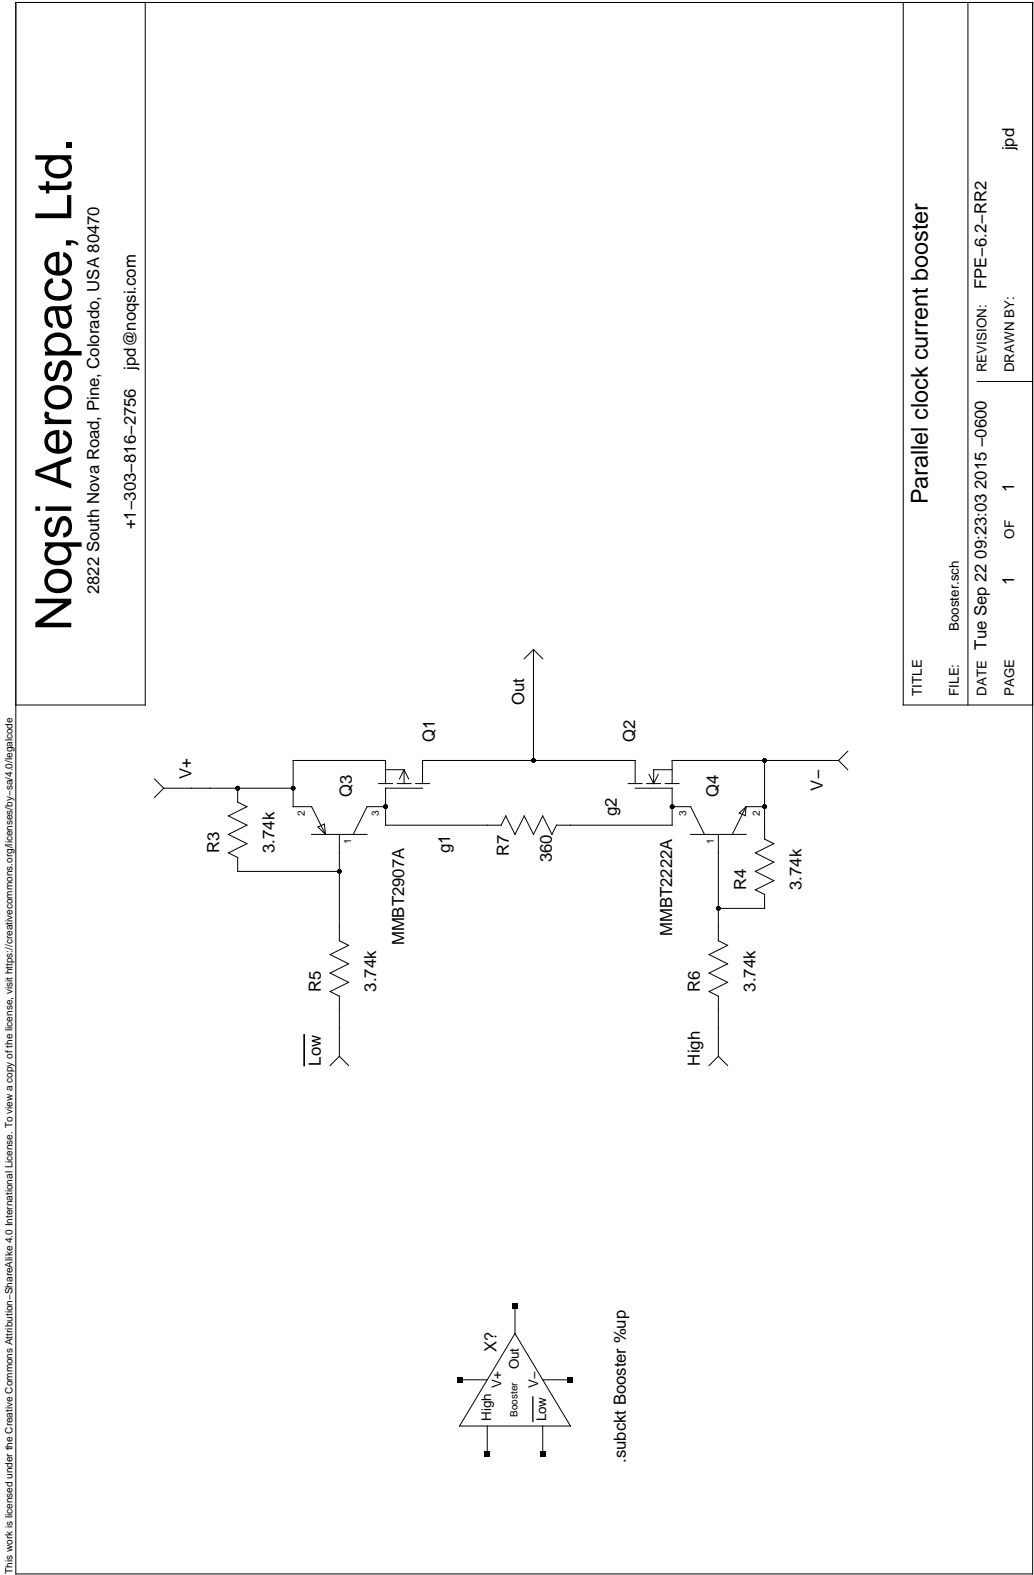 This work is licensed under the Creative Commons Attribution−ShareAlike 4.0 International License. To view a copy of the license, visit https://creativecommons.org/licenses/by−sa/4.0/legalcode
Noqsi Aerospace, Ltd.
2822 South Nova Road, Pine, Colorado, USA 80470
+1−303−816−2756 jpd@noqsi.com
V+
R3
3.74k
2
Q3
1
3
Q1
Low
R5
3.74k
MMBT2907A
g1
R7
360
Out
g2
Q2
MMBT2222A
3
Q4
1
2
High
R6
3.74k
R4
3.74k
V−
X?
High
V+
Booster
Out
Low
V−
.subckt Booster %up
TITLE
Parallel clock current booster
FILE: Booster.sch
DATE Tue Sep 22 09:23:03 2015 −0600
REVISION: FPE−6.2−RR2
PAGE 1 OF 1
DRAWN BY: jpd